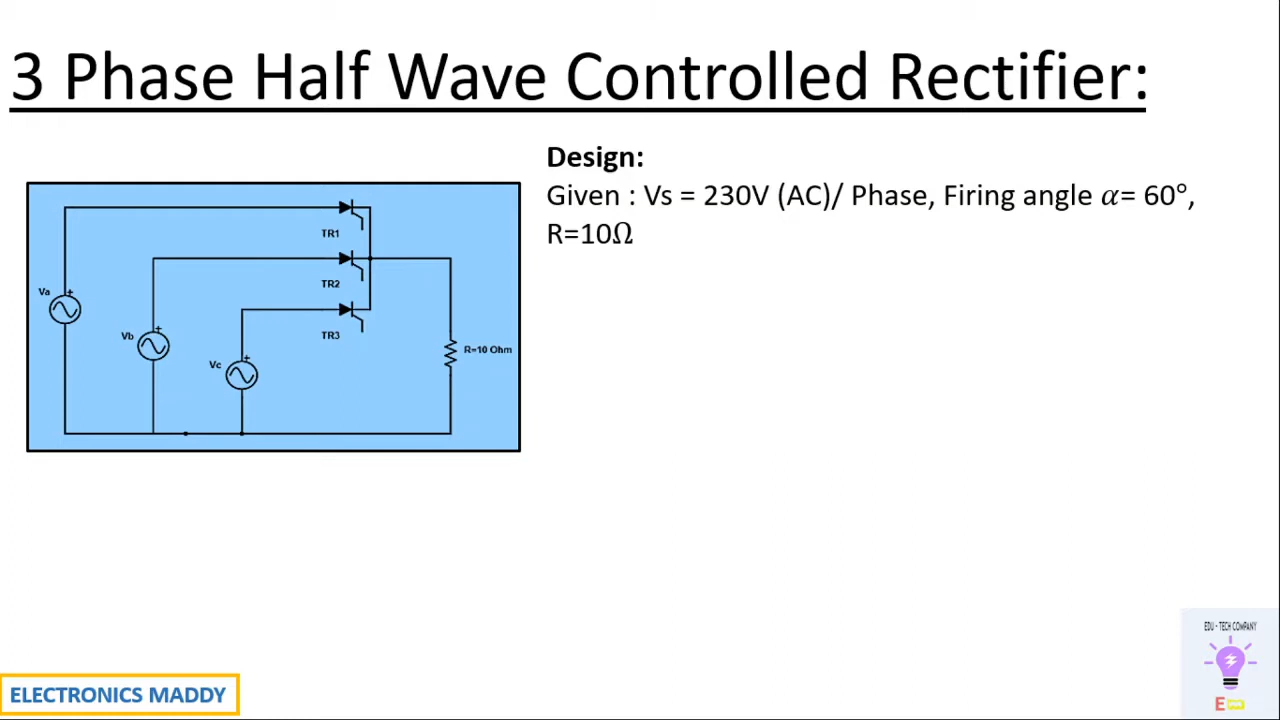 3 Phase Half Wave Controlled Rectifier:
Design:
Given : Vs = 230V (AC)/ Phase, Firing angle 𝛼= 60°,
R=10Ω
TR1
TR2
Va
+
TR3
Vb
+
Vc
+
R=10 Ohm
EDU - TECH COMPANY
E
ELECTRONICS MADDY